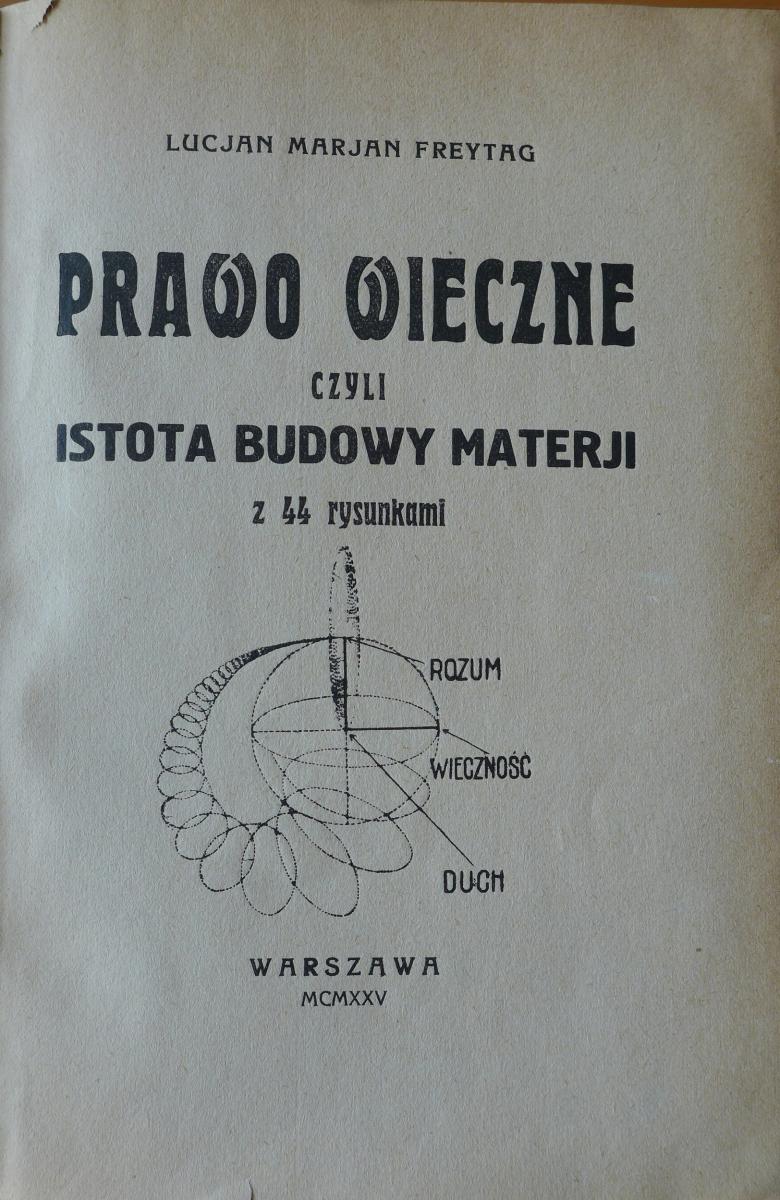 LUCJAN MARJAN FREYTAG
PRAWO WIECZNE
CZYLI
ISTOTA BUDOWY MATERJI
z 44 rysunkami
ROZUM
WIECZNOŚĆ
DUCH
WARSZAWA
MCMXXV